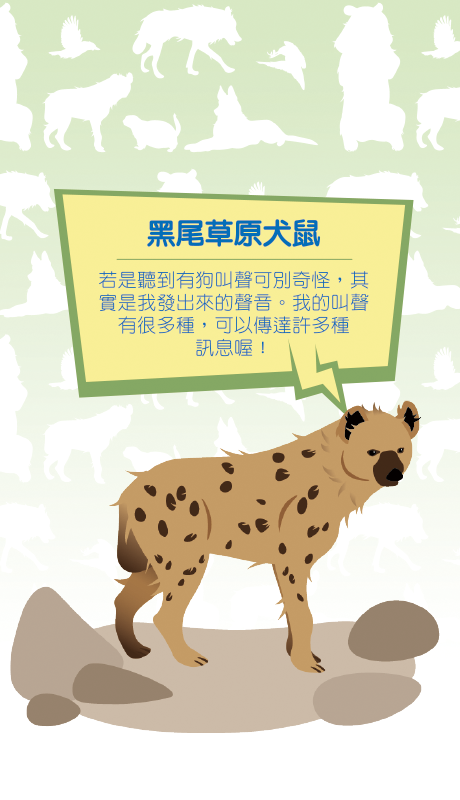 黑尾草原犬鼠
若是聽到有狗叫聲可別奇怪，其
實是我發出來的聲音。我的叫聲
有很多種，可以傳達許多種
訊息喔！